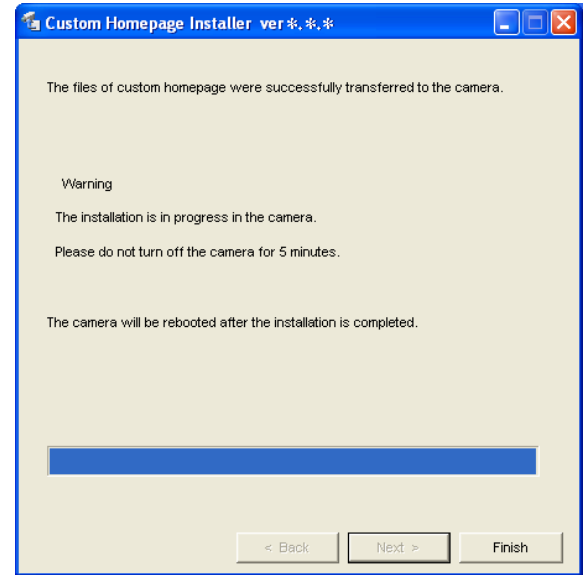 Custom Homepage Installer ver＊.＊.＊
The files of custom homepage were successfully transferred to the camera.
Warning
The installation is in progress in the camera.
Please do not turn off the camera for 5 minutes.
The camera will be rebooted after the installation is completed.
< Back Next > Finish